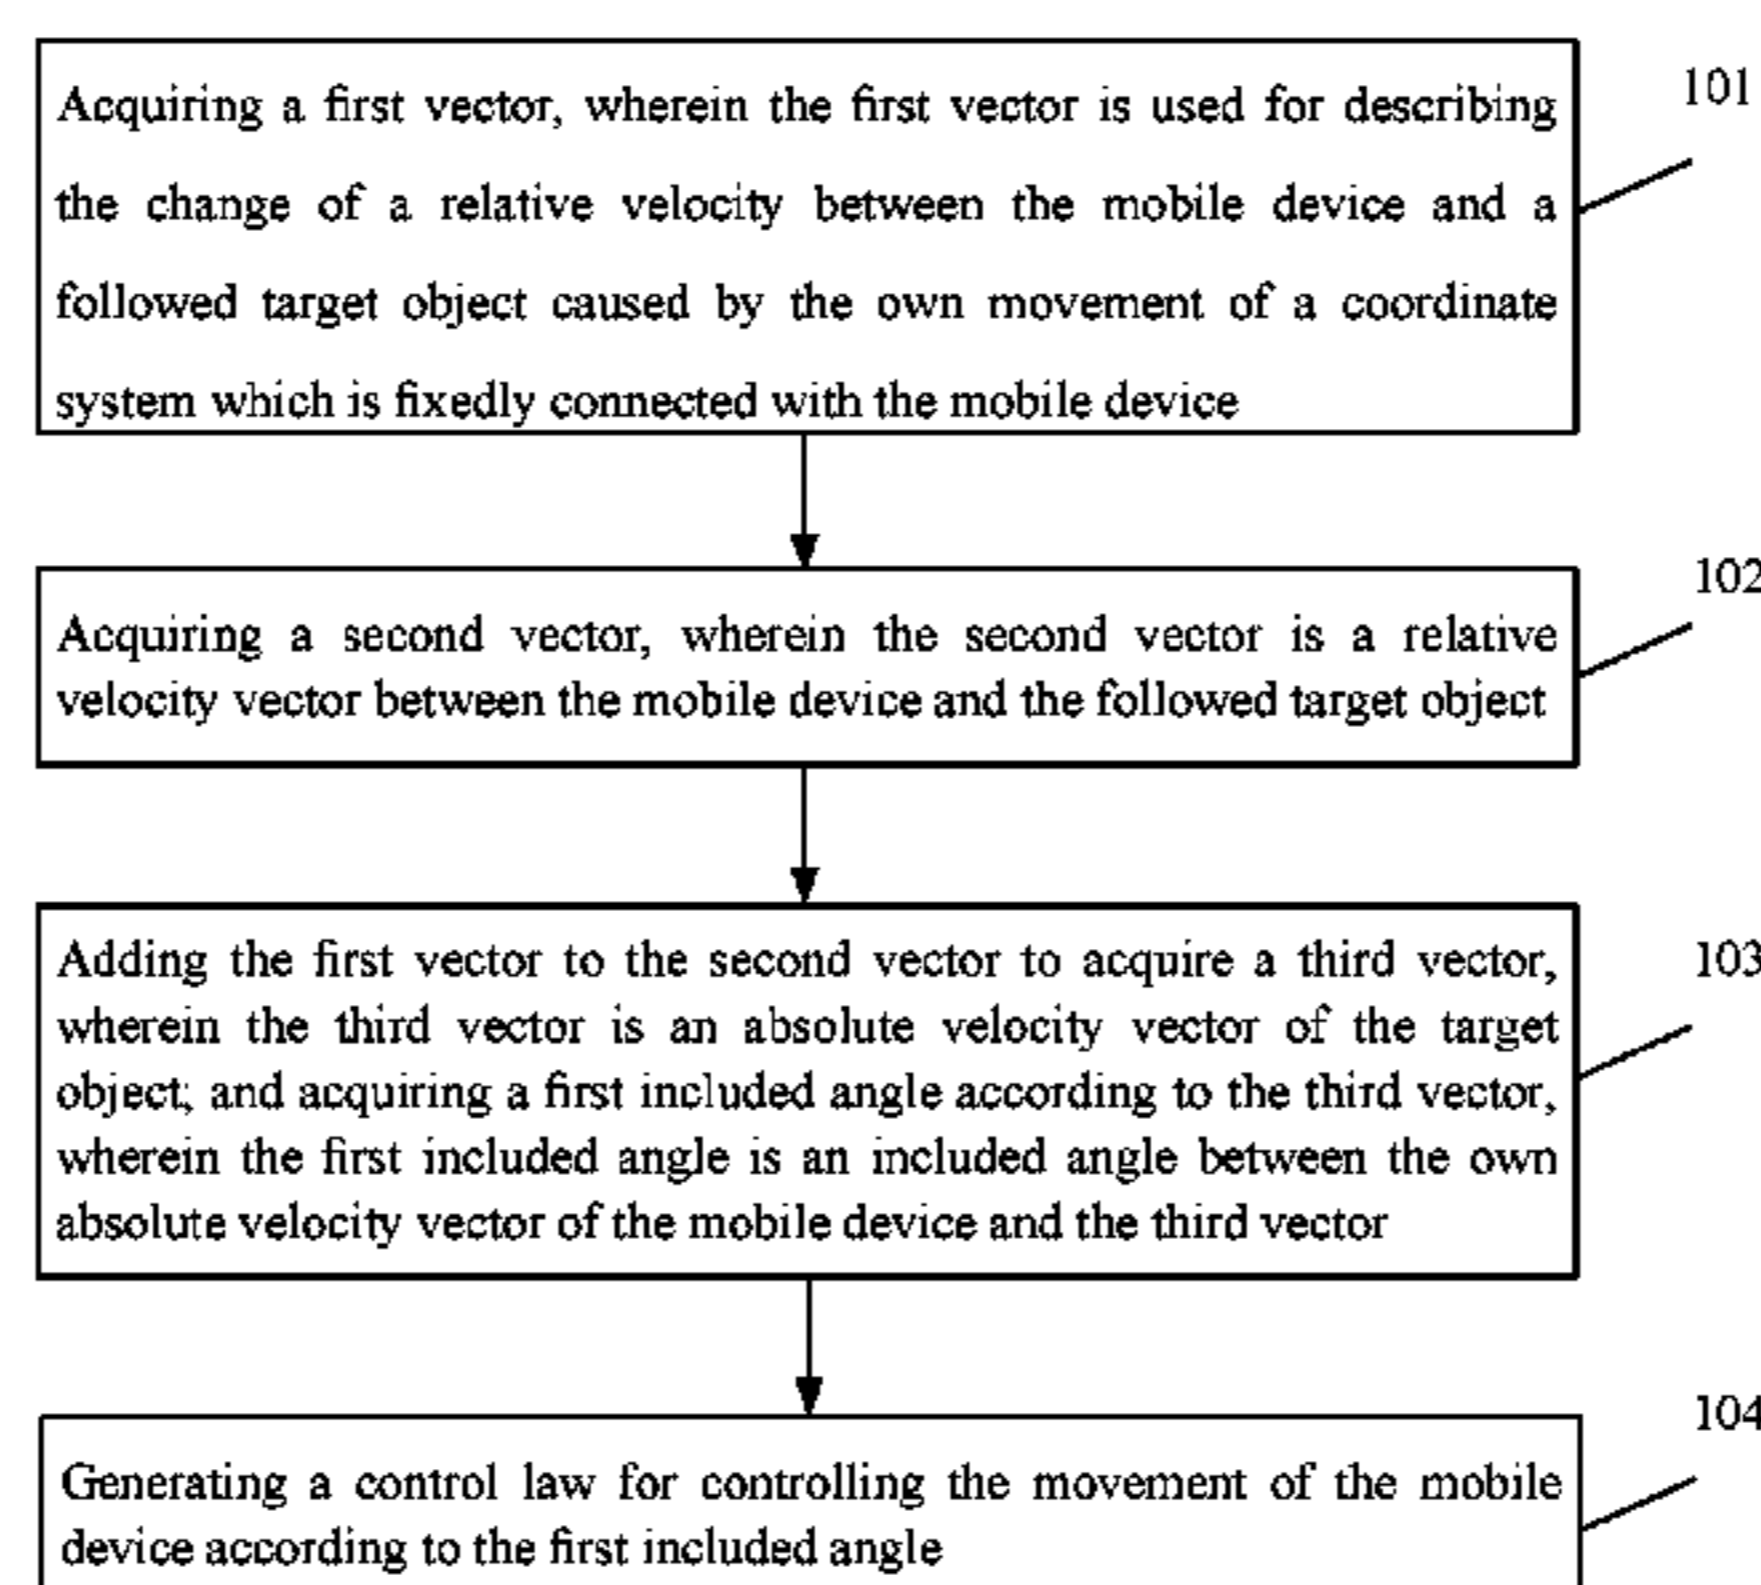 Acquiring a first vector, wherein the first vector is used for describing
the change of a relative velocity between the mobile device and a
followed target object caused by the own movement of a coordinate
system which is fixedly connected with the mobile device
101
Acquiring a second vector, wherein the second vector is a relative
velocity vector between the mobile device and the followed target object
102
Adding the first vector to the second vector to acquire a third vector,
wherein the third vector is an absolute velocity vector of the target
object; and acquiring a first included angle according to the third vector,
wherein the first included angle is an included angle between the own
absolute velocity vector of the mobile device and the third vector
103
Generating a control law for controlling the movement of the mobile
device according to the first included angle
104